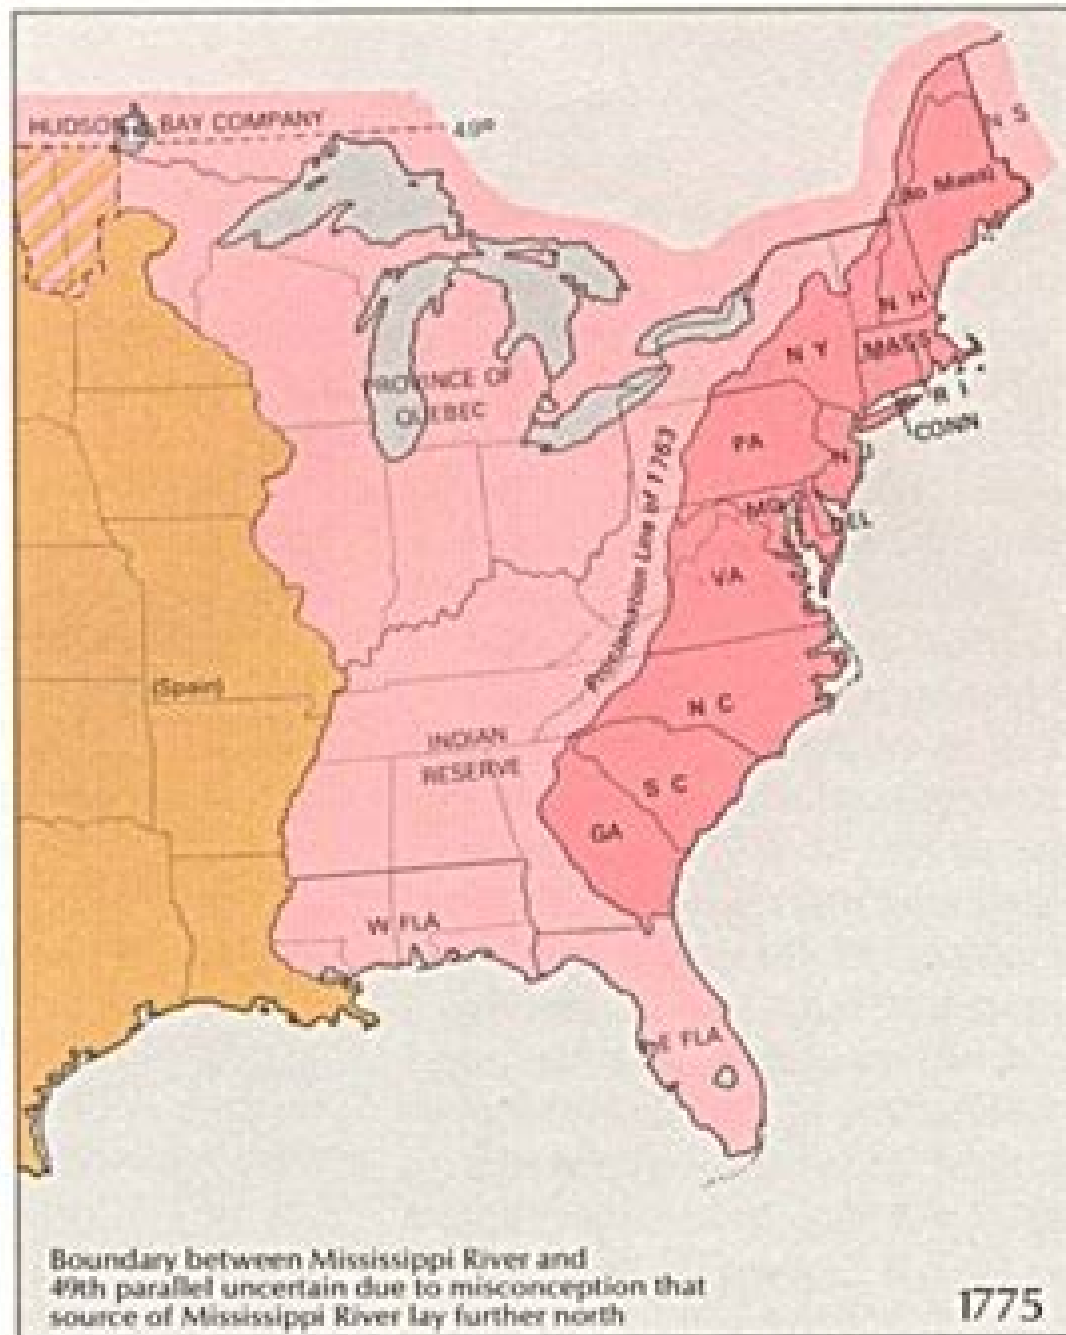 HUDSON BAY COMPANY
49º
N S
(to Mass)
N H
N Y
MASS
PROVINCE OF
QUEBEC
R I
CONN
PA
N J
Proclamation Line of 1763
MD
DEL
VA
(Spain)
N C
INDIAN
RESERVE
S C
GA
W FLA
E FLA
Boundary between Mississippi River and
49th parallel uncertain due to misconception that
source of Mississippi River lay further north
1775